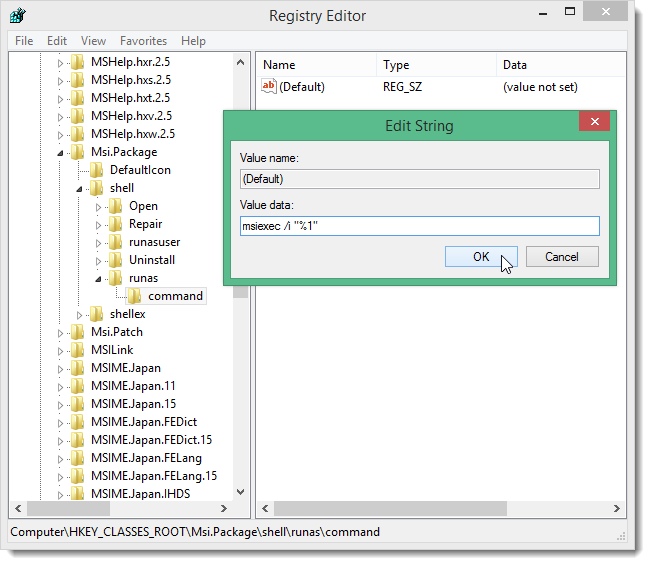 Registry Editor
File Edit View Favorites Help
MSHelp.hxr.2.5
MSHelp.hxs.2.5
MSHelp.hxt.2.5
MSHelp.hxv.2.5
MSHelp.hxw.2.5
Msi.Package
DefaultIcon
shell
Open
Repair
runasuser
Uninstall
runas
command
shellex
Msi.Patch
MSILink
MSIME.Japan
MSIME.Japan.11
MSIME.Japan.15
MSIME.Japan.FEDict
MSIME.Japan.FEDict.15
MSIME.Japan.FELang
MSIME.Japan.FELang.15
MSIME.Japan.IHDS
Name Type Data
ab (Default) REG_SZ (value not set)
Edit String
Value name:
(Default)
Value data:
msiexec /i "%1"
OK Cancel
Computer\HKEY_CLASSES_ROOT\Msi.Package\shell\runas\command